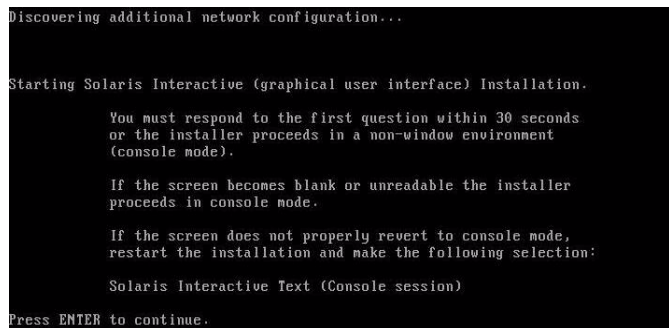 Discovering additional network configuration...
Starting Solaris Interactive (graphical user interface) Installation.
You must respond to the first question within 30 seconds
or the installer proceeds in a non-window environment
(console mode).
If the screen becomes blank or unreadable the installer
proceeds in console mode.
If the screen does not properly revert to console mode,
restart the installation and make the following selection:
Solaris Interactive Text (Console session)
Press ENTER to continue.